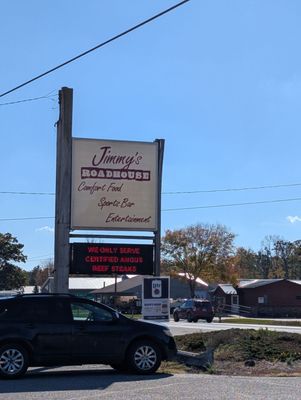 Jimmy's
ROADHOUSE
Comfort Food
Sports Bar
Entertainment
WE ONLY SERVE
CERTIFIED ANGUS
BEEF STEAKS